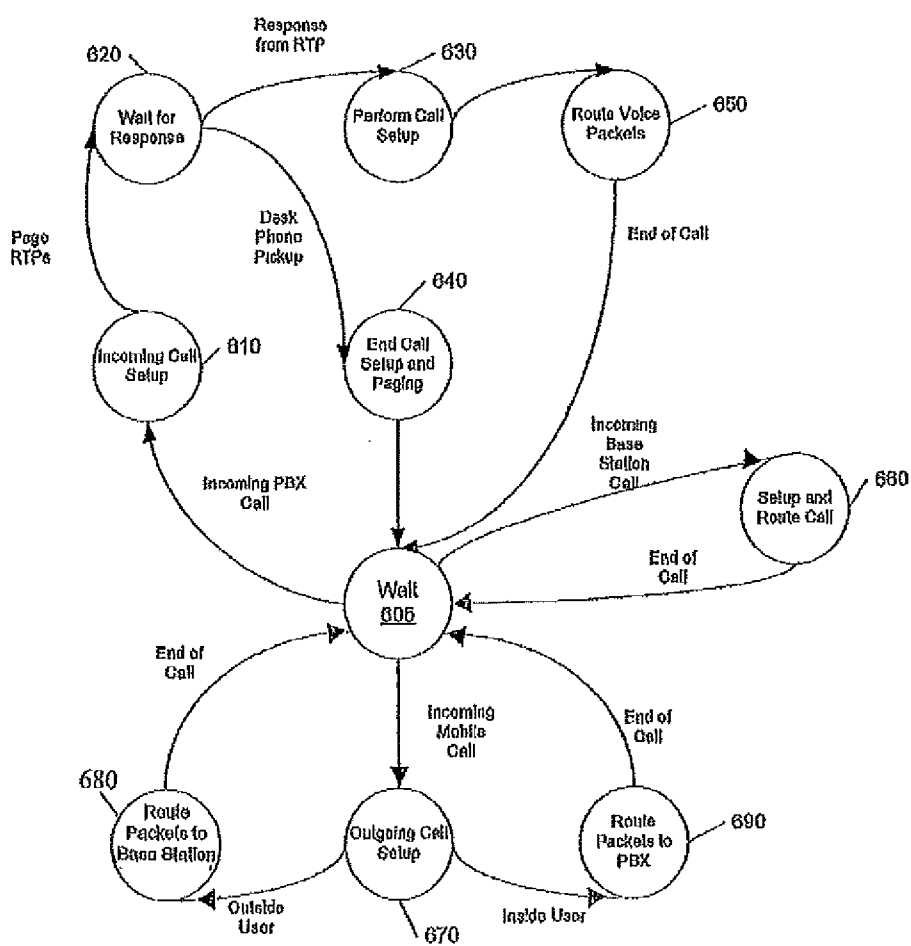 Response
from RTP
620
630
Wait for
Response
Perform Call
Setup
Route Voice
Packets
650
Page
RTPs
Desk
Phone
Pickup
End of Call
640
Incoming Call
Setup
610
End Call
Setup and
Paging
Incoming
Base
Station
Call
Incoming PBX
Call
Setup and
Route Call
660
End of
Call
Wait
605
End of
Call
Incoming
Mobile
Call
End of
Call
680
Route
Packets to
Base Station
Outgoing Call
Setup
Route
Packets to
PBX
690
Outside
User
Inside User
670